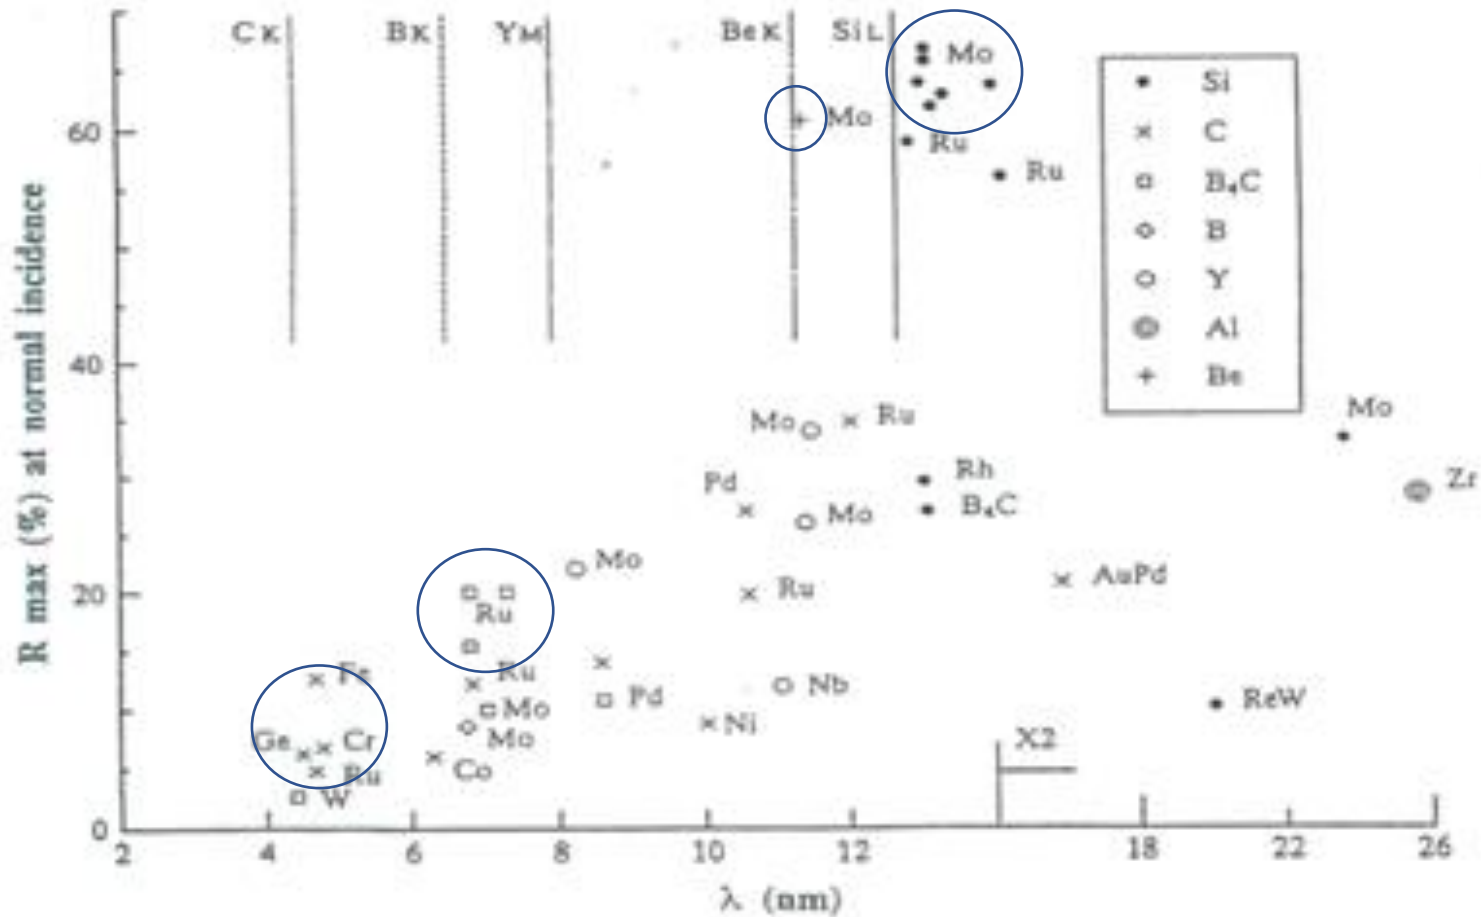 C K
B K
Y M
Be K
Si L
Mo
Mo
Ru
Ru
Si
C
B₄C
B
Y
Al
Be
60
40
20
0
R max (%) at normal incidence
Mo
Ru
Mo
Pd
Rh
Zr
Mo
B₄C
Mo
Ru
AuPd
Ru
Fe
Ru
Pd
Nb
Mo
ReW
Ge
Cr
Mo
Ni
X2
Ru
Co
W
2 4 6 8 10 12 18 22 26
λ (nm)